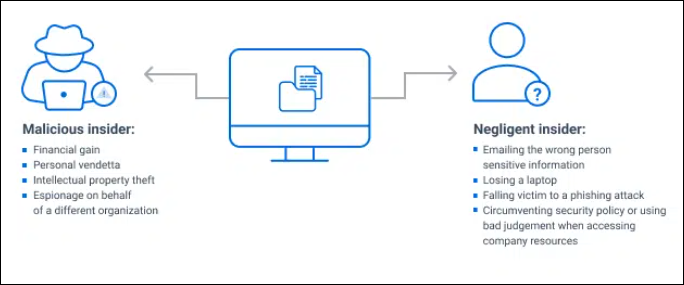 Malicious insider:
Financial gain
Personal vendetta
Intellectual property theft
Espionage on behalf
of a different organization
?
Negligent insider:
Emailing the wrong person
sensitive information
Losing a laptop
Falling victim to a phishing attack
Circumventing security policy or using
bad judgement when accessing
company resources